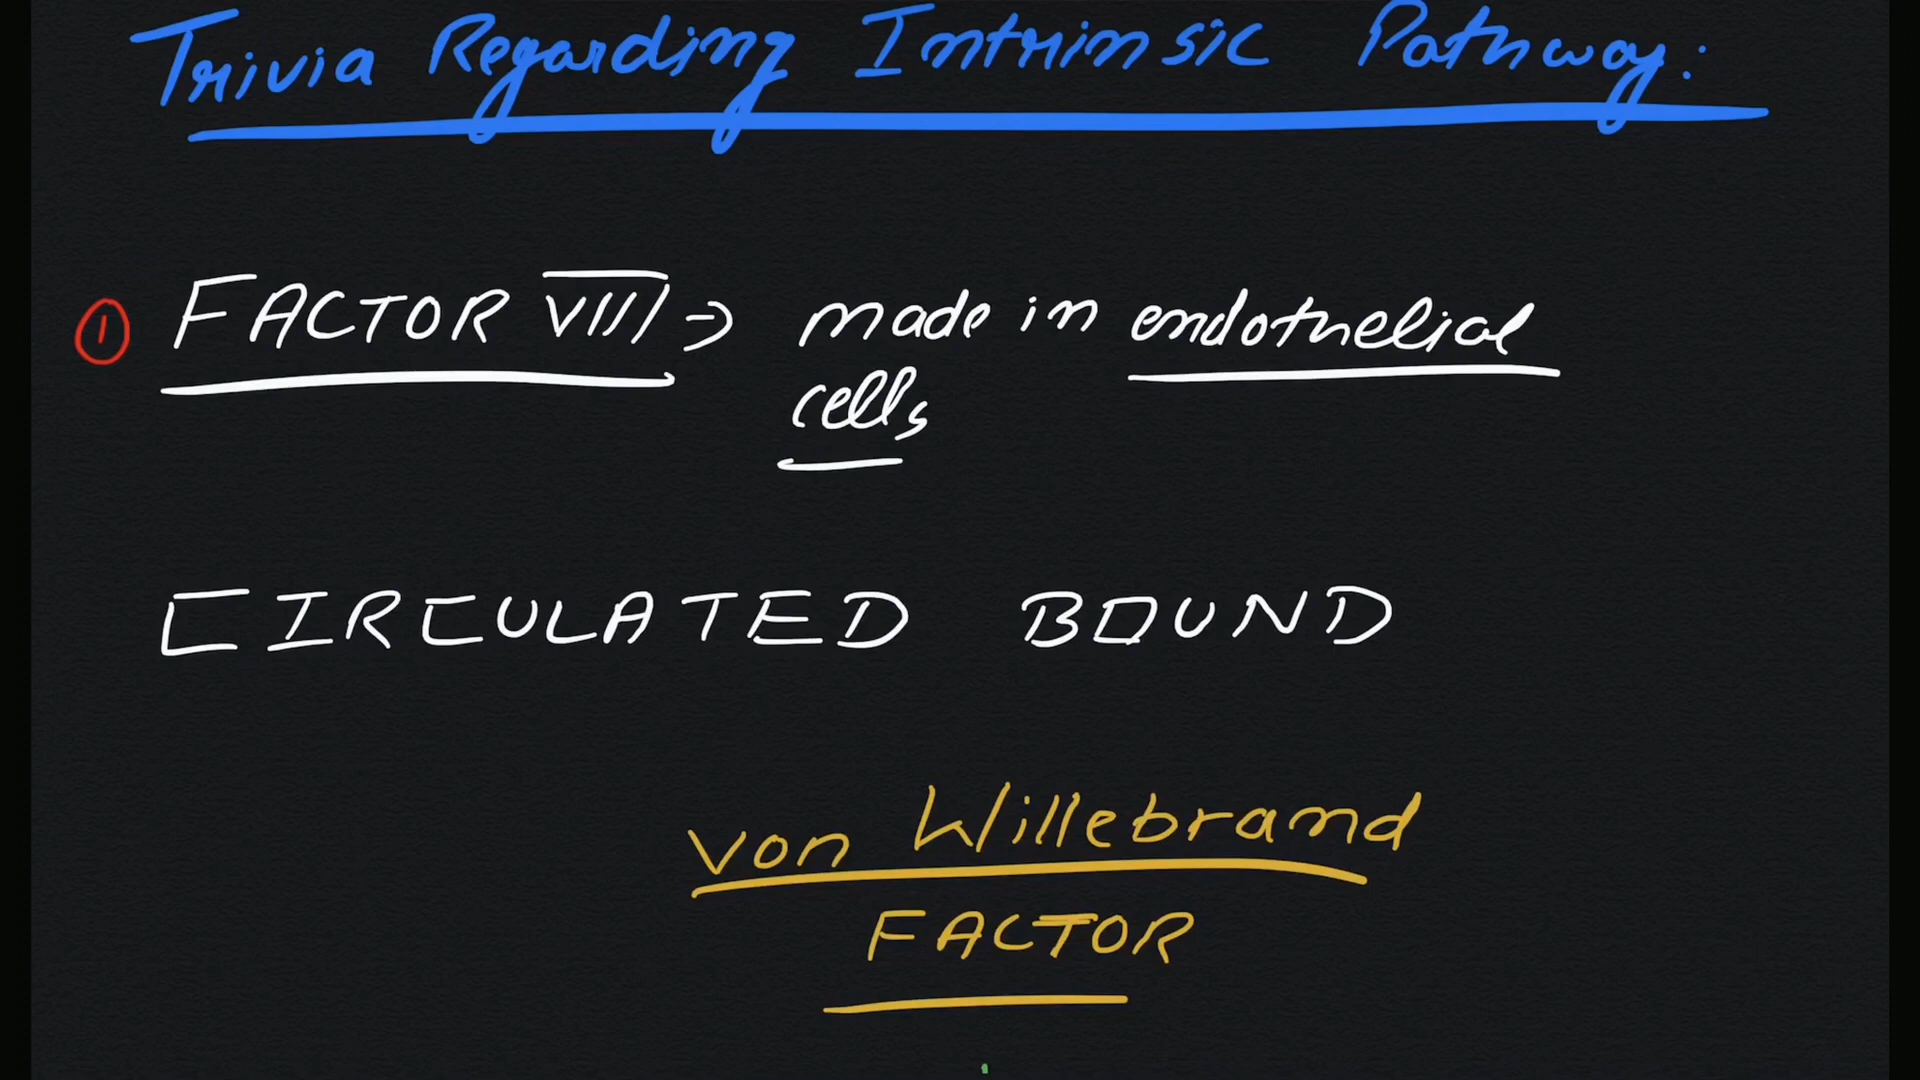 Trivia Regarding Intrinsic Pathway:
① FACTOR VIII → made in endothelial
cells
CIRCULATED BOUND
von Willebrand
FACTOR